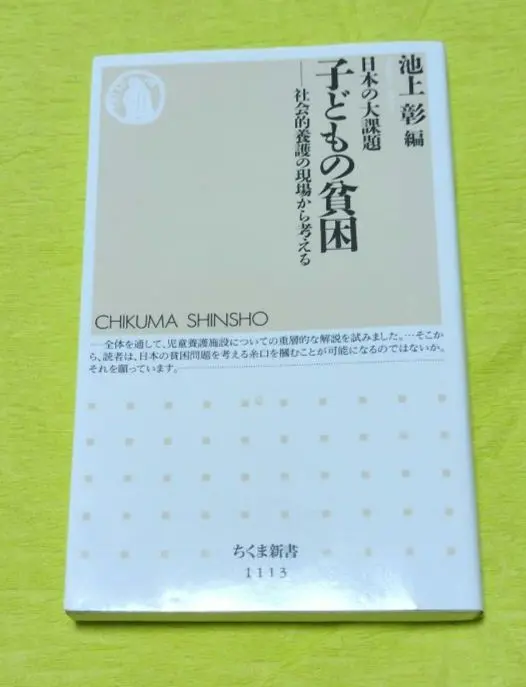 池上 彰 編
日本の大課題
子どもの貧困
──社会的養護の現場から考える
CHIKUMA SHINSHO
──全体を通して、児童養護施設についての重層的な解説を試みました。…そこか
ら、読者は、日本の貧困問題を考える糸口を摑むことが可能になるのではないか。
それを願っています。
ちくま新書
1113